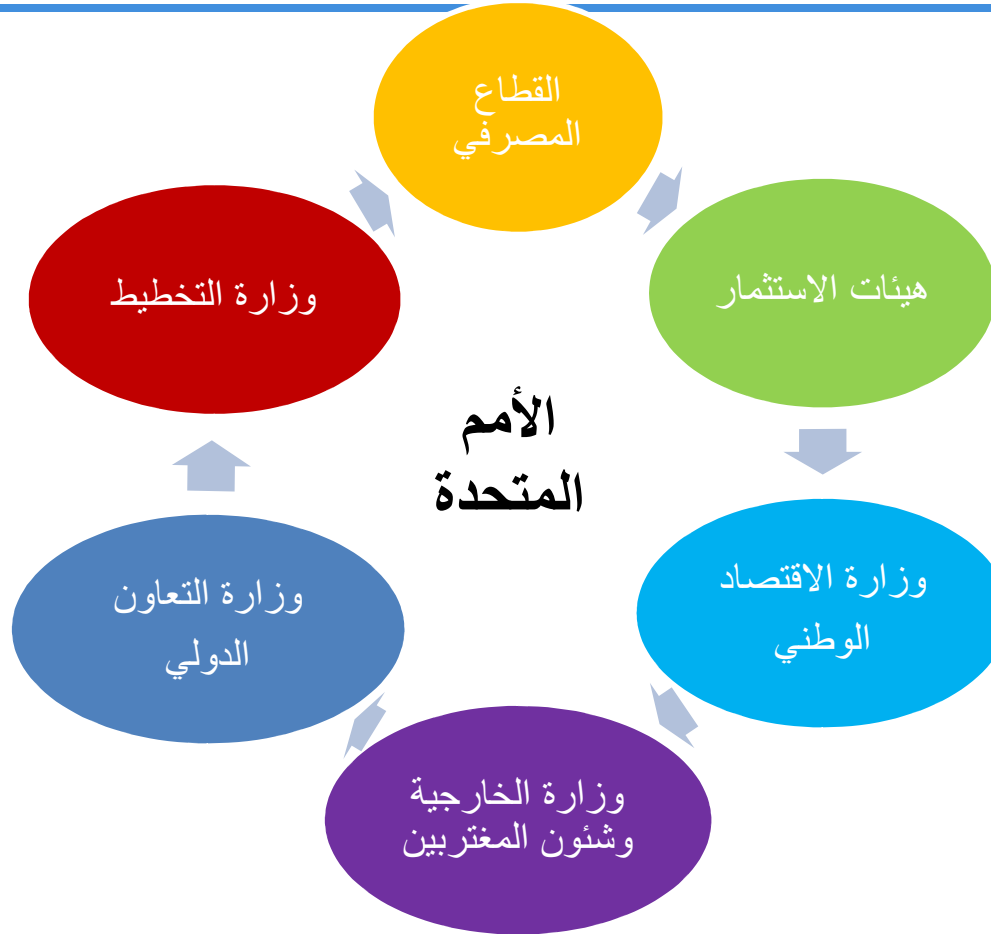 القطاع
المصرفي
هيئات الاستثمار
وزارة التخطيط
الأمم
المتحدة
وزارة الاقتصاد
الوطني
وزارة التعاون
الدولي
وزارة الخارجية
وشئون المغتربين